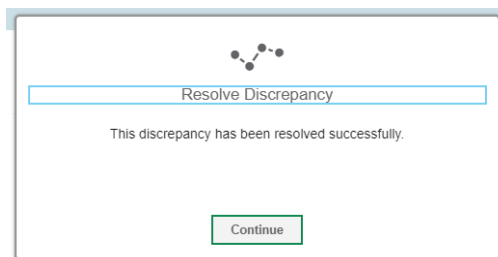 Resolve Discrepancy
This discrepancy has been resolved successfully.
Continue